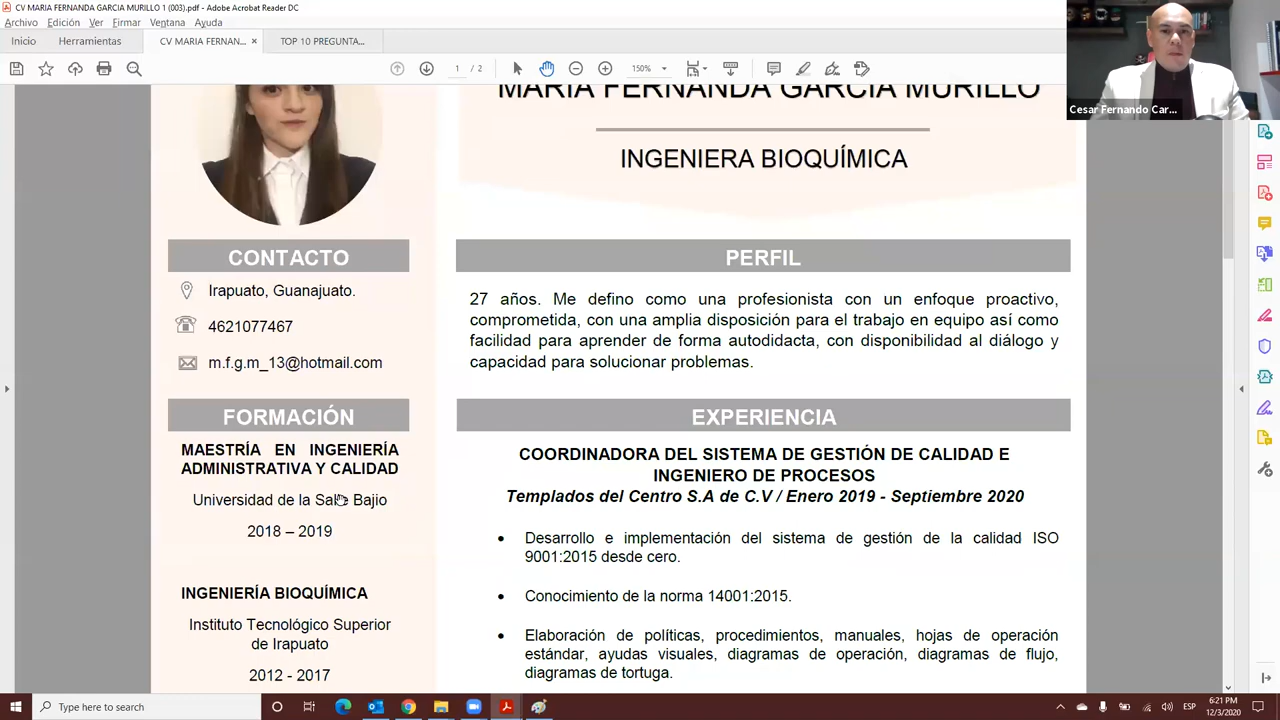 CV MARIA FERNANDA GARCIA MURILLO 1 (003).pdf - Adobe Acrobat Reader DC
Archivo Edición Ver Firmar Ventana Ayuda
Inicio Herramientas CV MARIA FERNAN... × TOP 10 PREGUNTA...
1 / 2 150%
Cesar Fernando Car...
MARIA FERNANDA GARCIA MURILLO
INGENIERA BIOQUÍMICA
CONTACTO
Irapuato, Guanajuato.
4621077467
m.f.g.m_13@hotmail.com
FORMACIÓN
MAESTRÍA EN INGENIERÍA
ADMINISTRATIVA Y CALIDAD
Universidad de la Salle Bajio
2018 – 2019
INGENIERÍA BIOQUÍMICA
Instituto Tecnológico Superior
de Irapuato
2012 - 2017
PERFIL
27 años. Me defino como una profesionista con un enfoque proactivo,
comprometida, con una amplia disposición para el trabajo en equipo así como
facilidad para aprender de forma autodidacta, con disponibilidad al diálogo y
capacidad para solucionar problemas.
EXPERIENCIA
COORDINADORA DEL SISTEMA DE GESTIÓN DE CALIDAD E
INGENIERO DE PROCESOS
Templados del Centro S.A de C.V / Enero 2019 - Septiembre 2020
• Desarrollo e implementación del sistema de gestión de la calidad ISO
9001:2015 desde cero.
• Conocimiento de la norma 14001:2015.
• Elaboración de políticas, procedimientos, manuales, hojas de operación
estándar, ayudas visuales, diagramas de operación, diagramas de flujo,
diagramas de tortuga.
Type here to search
ESP
6:21 PM
12/3/2020